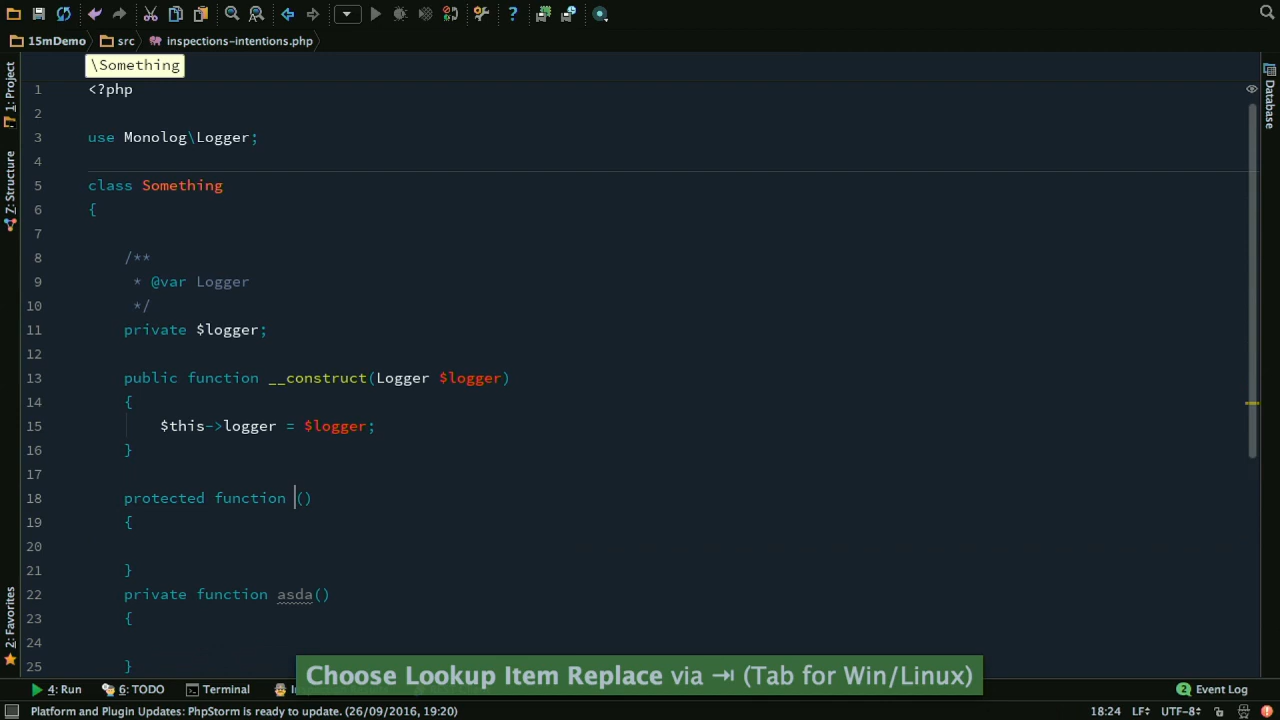 15mDemo src inspections-intentions.php
\Something
1 <?php
2
3 use Monolog\Logger;
4
5 class Something
6 {
7
8 /**
9 * @var Logger
10 */
11 private $logger;
12
13 public function __construct(Logger $logger)
14 {
15 $this->logger = $logger;
16 }
17
18 protected function ()
19 {
20
21 }
22 private function asda()
23 {
24
25 }
1: Project
Z: Structure
2: Favorites
Database
Choose Lookup Item Replace via ⇥ (Tab for Win/Linux)
4: Run 6: TODO Terminal 2 Event Log
Platform and Plugin Updates: PhpStorm is ready to update. (26/09/2016, 19:20) 18:24 LF÷ UTF-8÷